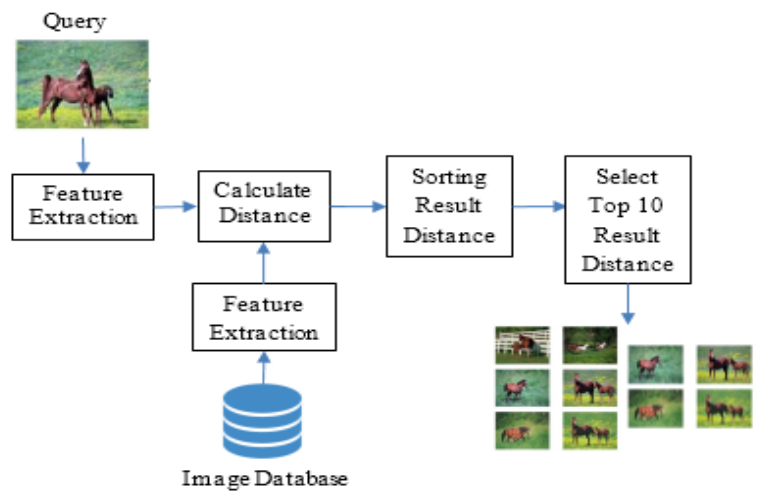 Query
Feature
Extraction
Calculate
Distance
Sorting
Result
Distance
Select
Top 10
Result
Distance
Feature
Extraction
Image Database